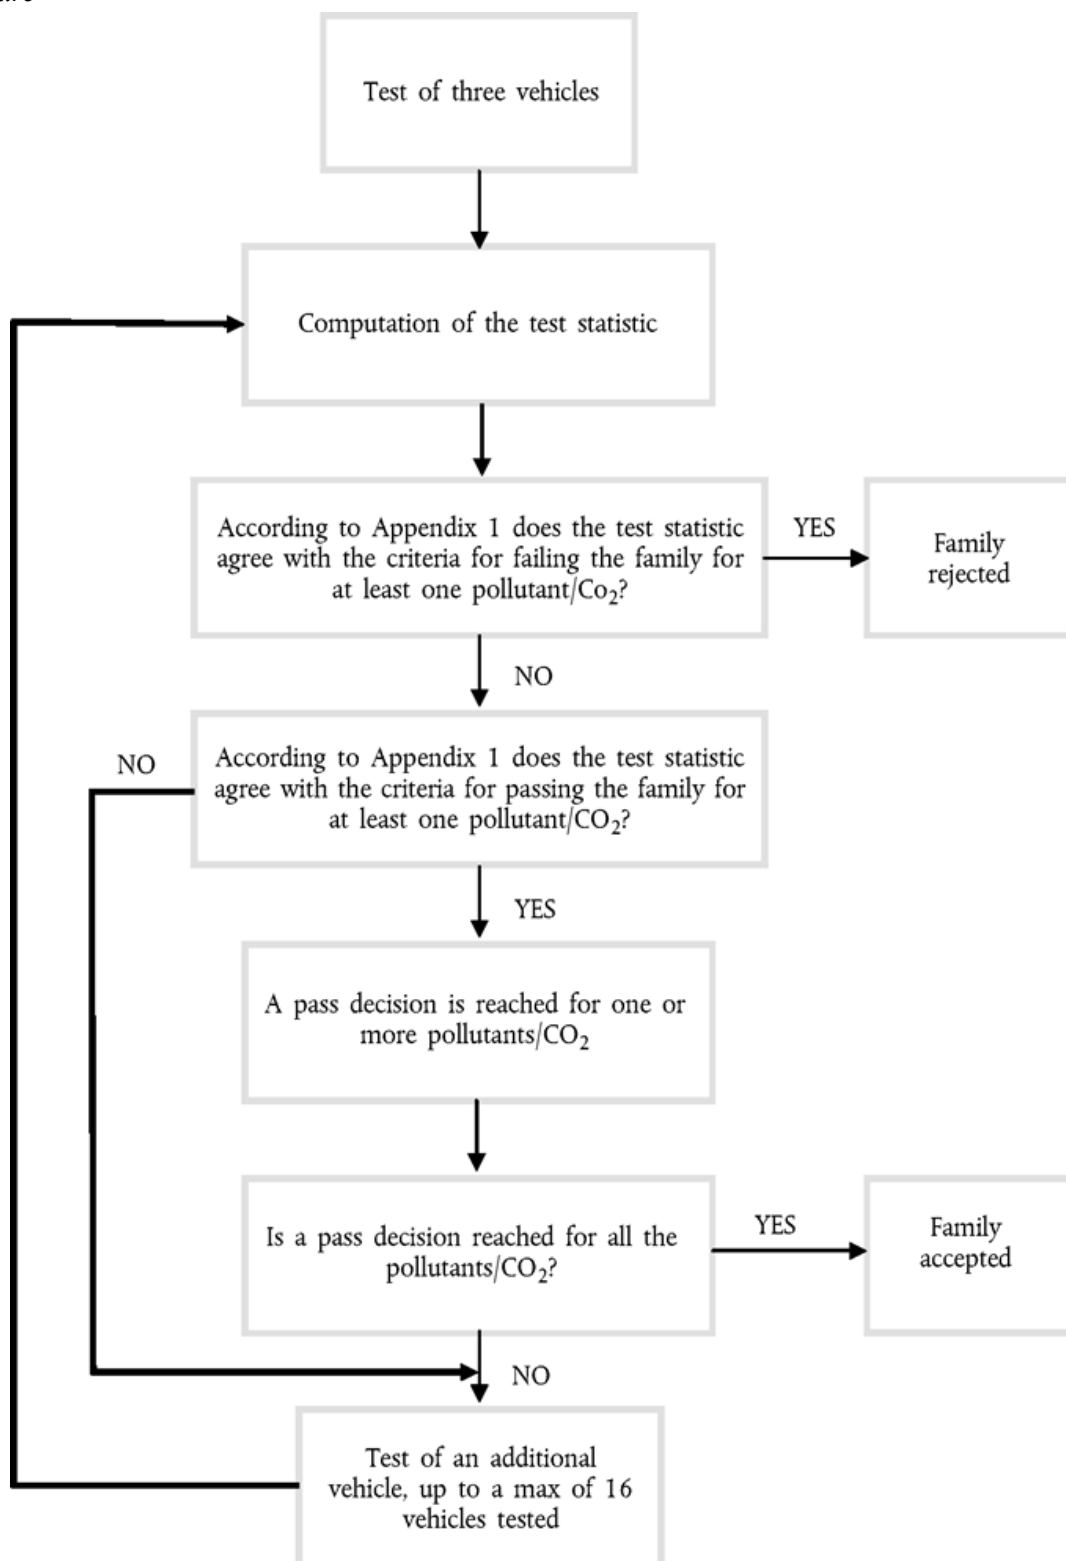 Test of three vehicles
Computation of the test statistic
According to Appendix 1 does the test statistic
agree with the criteria for failing the family for
at least one pollutant/Co₂?
YES
Family
rejected
NO
According to Appendix 1 does the test statistic
agree with the criteria for passing the family for
at least one pollutant/CO₂?
NO
YES
A pass decision is reached for one or
more pollutants/CO₂
Is a pass decision reached for all the
pollutants/CO₂?
YES
Family
accepted
NO
Test of an additional
vehicle, up to a max of 16
vehicles tested